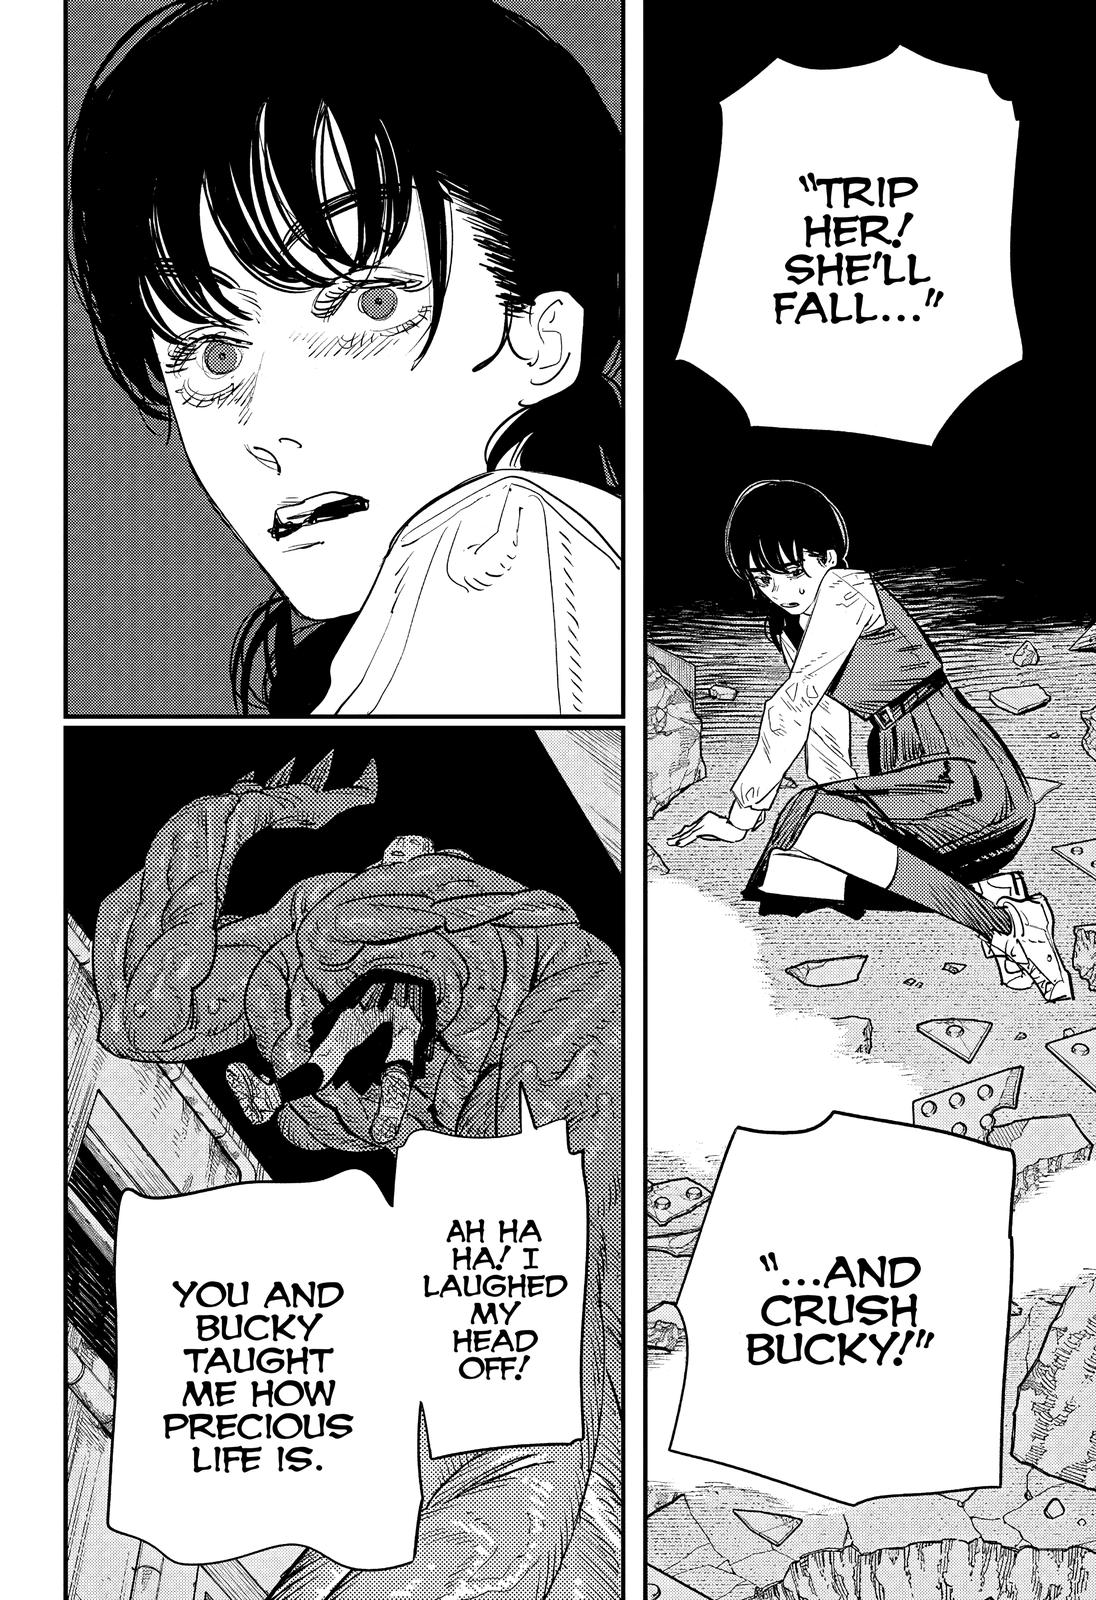 “TRIP
HER!
SHE'LL
FALL...”
“...AND
CRUSH
BUCKY!”
AH HA
HA! I
LAUGHED
MY
HEAD
OFF!
YOU AND
BUCKY
TAUGHT
ME HOW
PRECIOUS
LIFE IS.